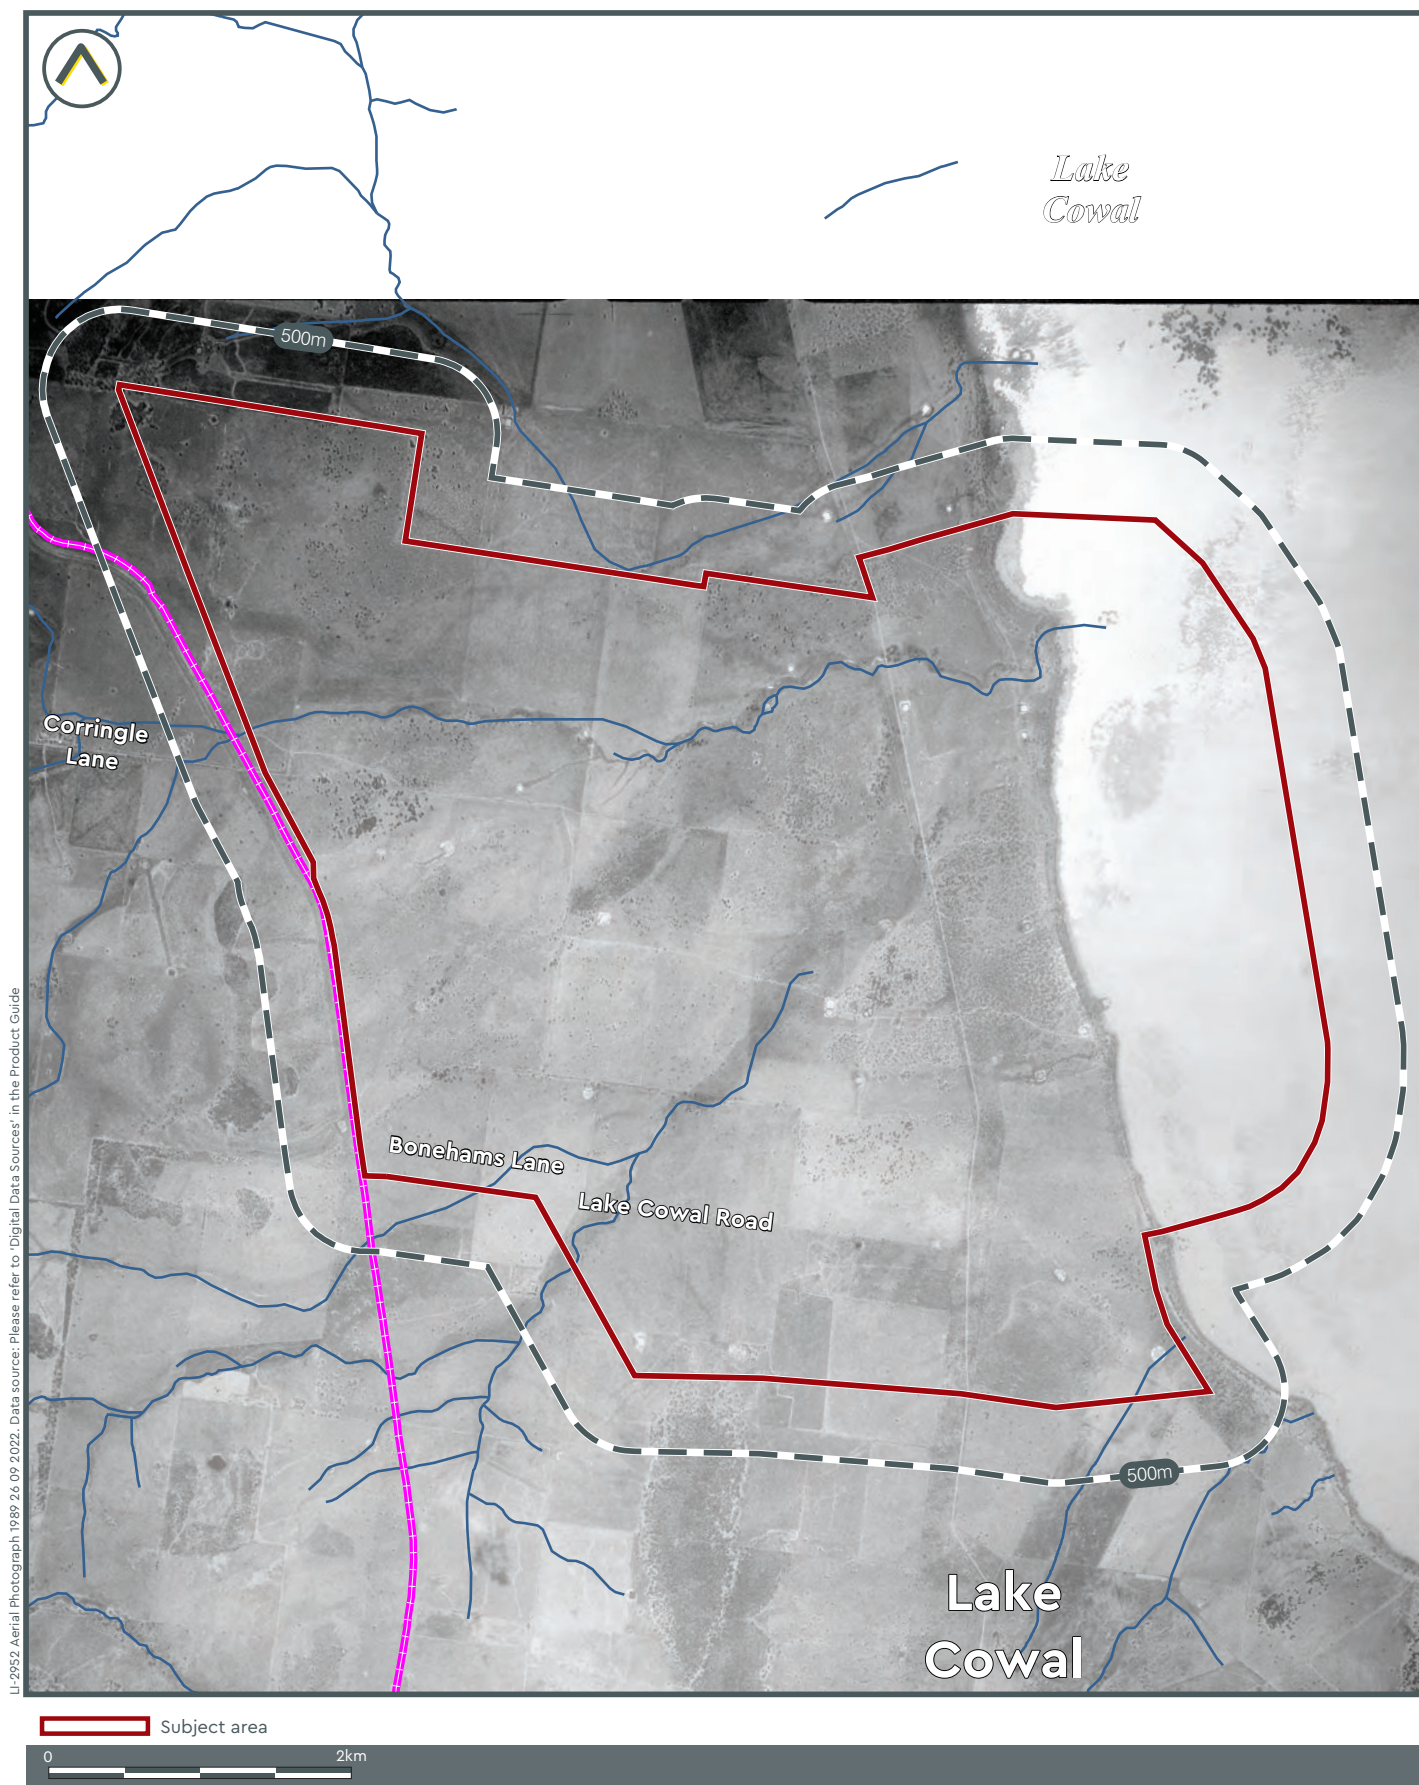 Lake
Cowal
500m
Corringle
Lane
Bonehams Lane
Lake Cowal Road
500m
Lake
Cowal
LI-2952 Aerial Photograph 1989 26 09 2022. Data source: Please refer to 'Digital Data Sources' in the Product Guide
Subject area
0 2km